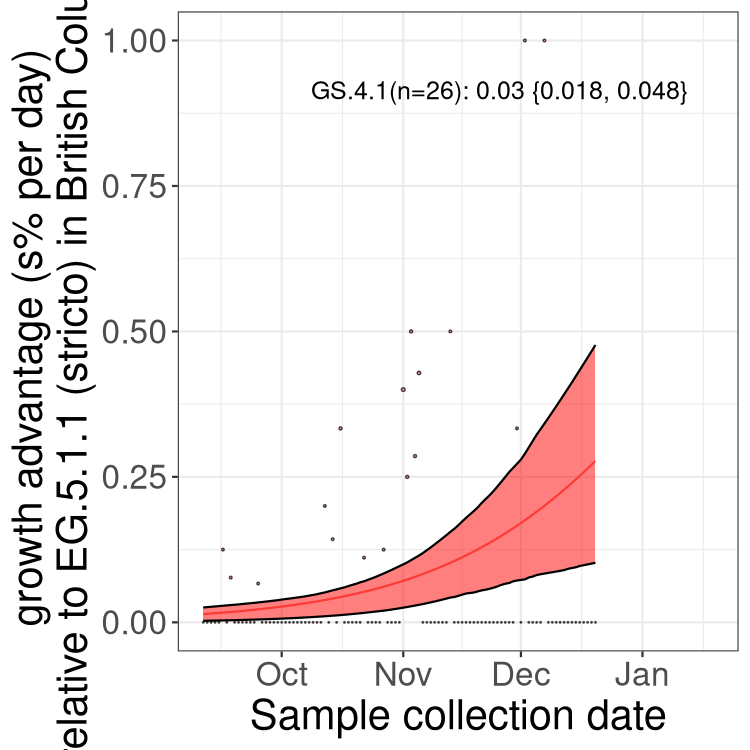 growth advantage (s% per day)
relative to EG.5.1.1 (stricto) in British Colu
1.00
0.75
0.50
0.25
0.00
GS.4.1(n=26): 0.03 {0.018, 0.048}
Oct Nov Dec Jan
Sample collection date